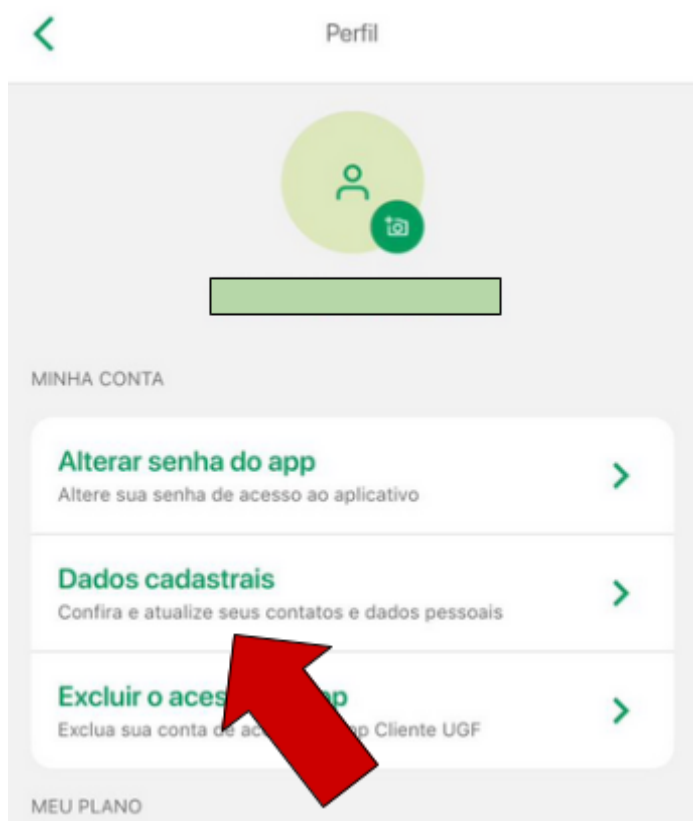 Perfil
MINHA CONTA
Alterar senha do app
Altere sua senha de acesso ao aplicativo
Dados cadastrais
Confira e atualize seus contatos e dados pessoais
Excluir o
Exclua sua conta Cliente UGF
MEU PLANO